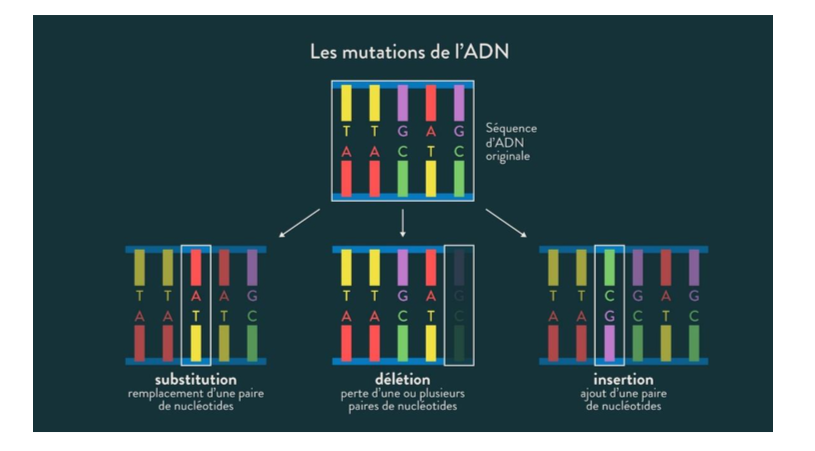 Les mutations de l'ADN
T T G A G
A A C T C
Séquence
d'ADN
originale
T T A A G
A A T T C
T T G A G
A A C T C
T T C G A G
A A G C T C
substitution
remplacement d'une paire
de nucléotides
délétion
perte d'une ou plusieurs
paires de nucléotides
insertion
ajout d'une paire
de nucléotides